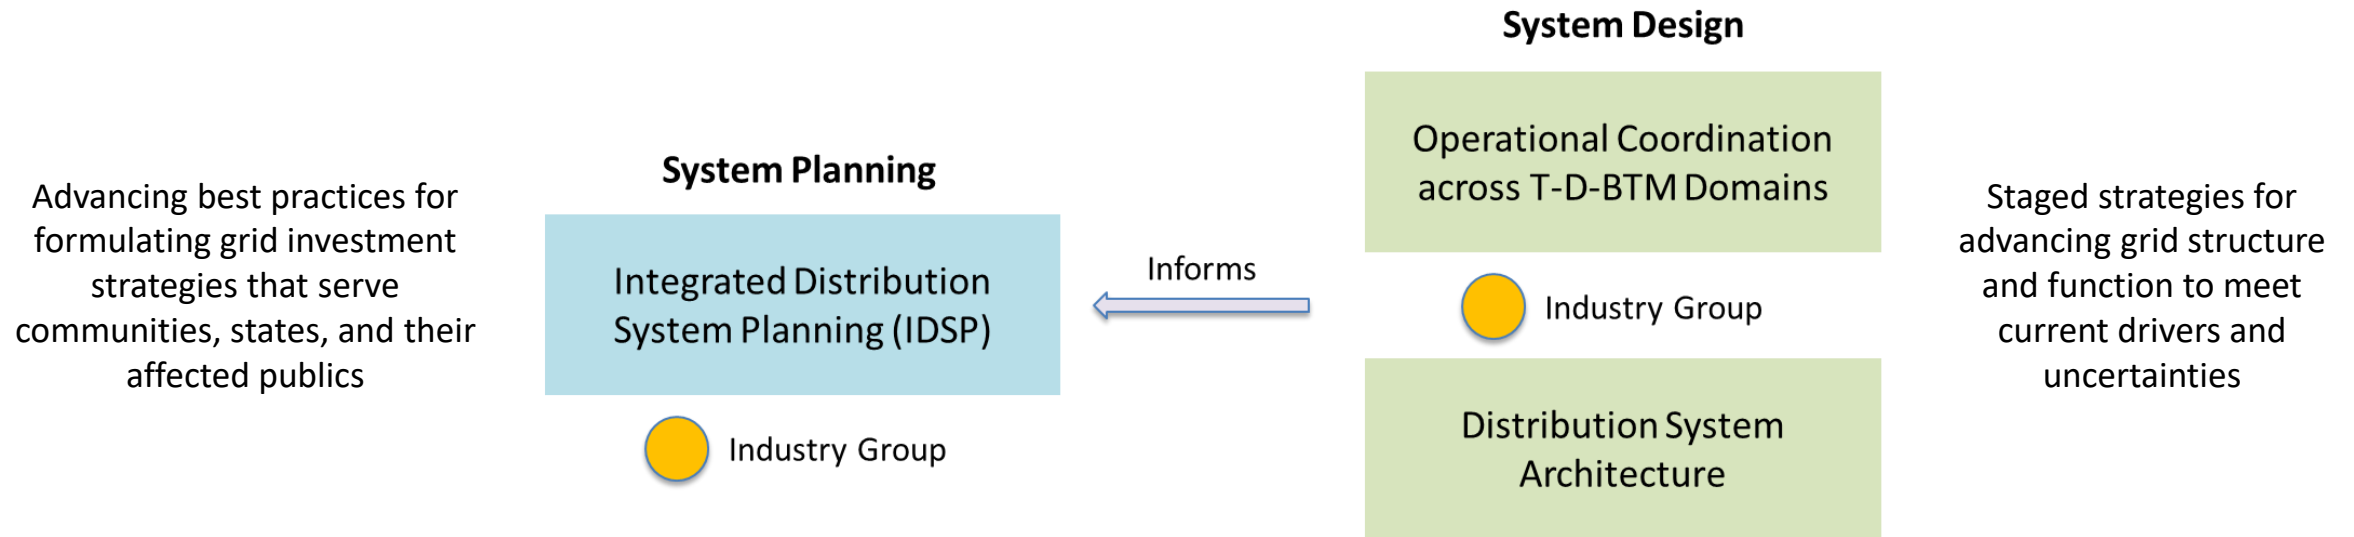 Advancing best practices for
formulating grid investment
strategies that serve
communities, states, and their
affected publics
System Planning
Integrated Distribution
System Planning (IDSP)
Industry Group
Informs
System Design
Operational Coordination
across T-D-BTM Domains
Industry Group
Distribution System
Architecture
Staged strategies for
advancing grid structure
and function to meet
current drivers and
uncertainties